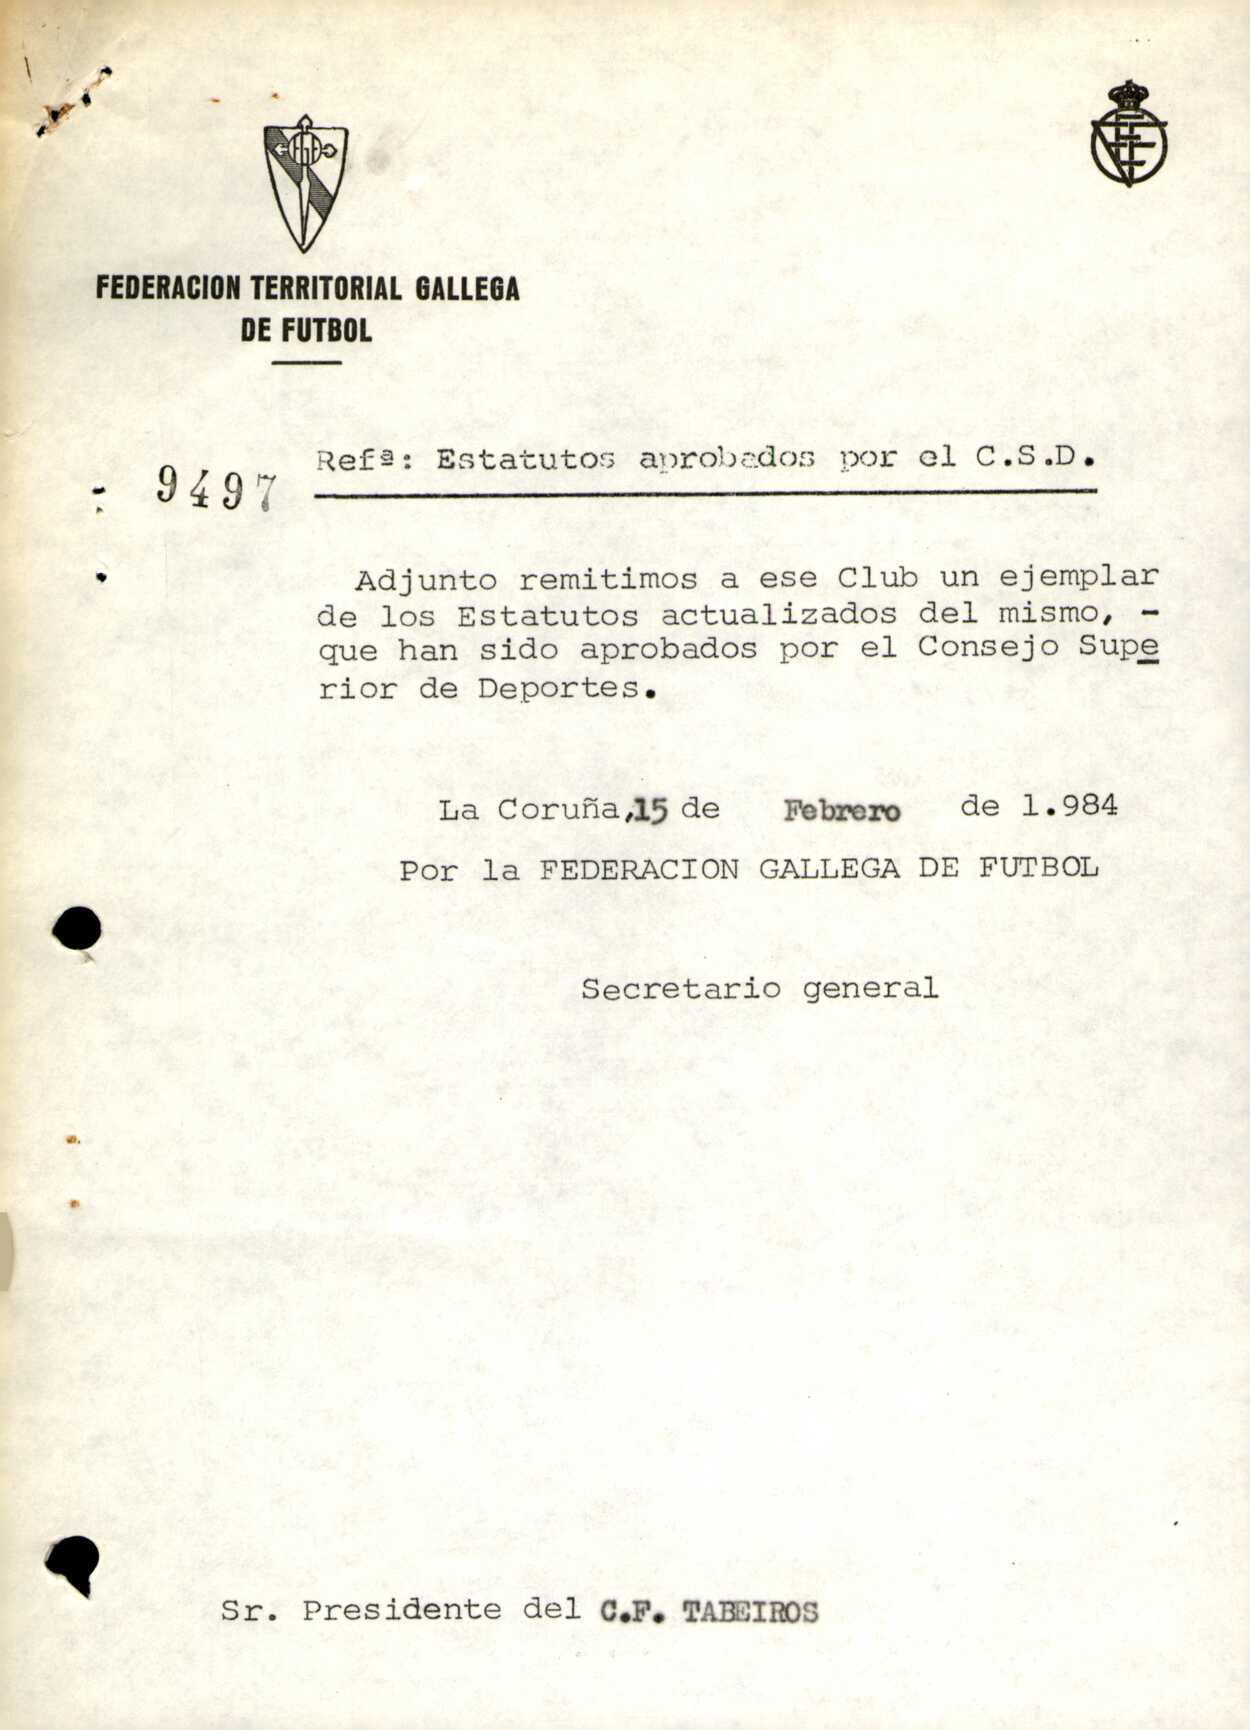 FGF
FEDERACION TERRITORIAL GALLEGA
DE FUTBOL
9497
Refª: Estatutos aprobados por el C.S.D.
Adjunto remitimos a ese Club un ejemplar
de los Estatutos actualizados del mismo, -
que han sido aprobados por el Consejo Supe
rior de Deportes.
La Coruña,15 de Febrero de 1.984
Por la FEDERACION GALLEGA DE FUTBOL
Secretario general
Sr. Presidente del C.F. TABEIROS